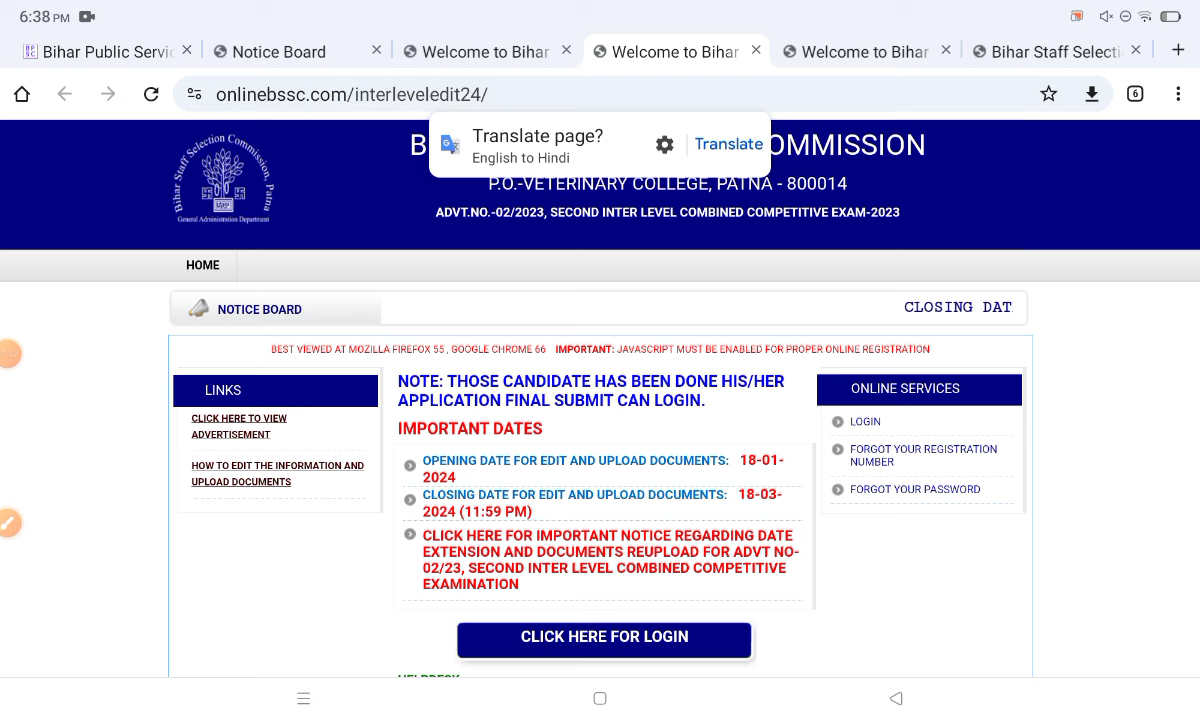 6:38 PM
Bihar Public Servic
Notice Board
Welcome to Bihar
Welcome to Bihar
Welcome to Bihar
Bihar Staff Selecti
onlinebssc.com/interleveledit24/
6
Translate page?
English to Hindi
Translate
Bihar Staff Selection Commission, Patna
General Administration Department
B
OMMISSION
P.O.-VETERINARY COLLEGE, PATNA - 800014
ADVT.NO.-02/2023, SECOND INTER LEVEL COMBINED COMPETITIVE EXAM-2023
HOME
NOTICE BOARD
CLOSING DAT
BEST VIEWED AT MOZILLA FIREFOX 55 , GOOGLE CHROME 66 IMPORTANT: JAVASCRIPT MUST BE ENABLED FOR PROPER ONLINE REGISTRATION
LINKS
CLICK HERE TO VIEW
ADVERTISEMENT
HOW TO EDIT THE INFORMATION AND
UPLOAD DOCUMENTS
NOTE: THOSE CANDIDATE HAS BEEN DONE HIS/HER
APPLICATION FINAL SUBMIT CAN LOGIN.
IMPORTANT DATES
OPENING DATE FOR EDIT AND UPLOAD DOCUMENTS: 18-01-
2024
CLOSING DATE FOR EDIT AND UPLOAD DOCUMENTS: 18-03-
2024 (11:59 PM)
CLICK HERE FOR IMPORTANT NOTICE REGARDING DATE
EXTENSION AND DOCUMENTS REUPLOAD FOR ADVT NO-
02/23, SECOND INTER LEVEL COMBINED COMPETITIVE
EXAMINATION
CLICK HERE FOR LOGIN
ONLINE SERVICES
LOGIN
FORGOT YOUR REGISTRATION
NUMBER
FORGOT YOUR PASSWORD